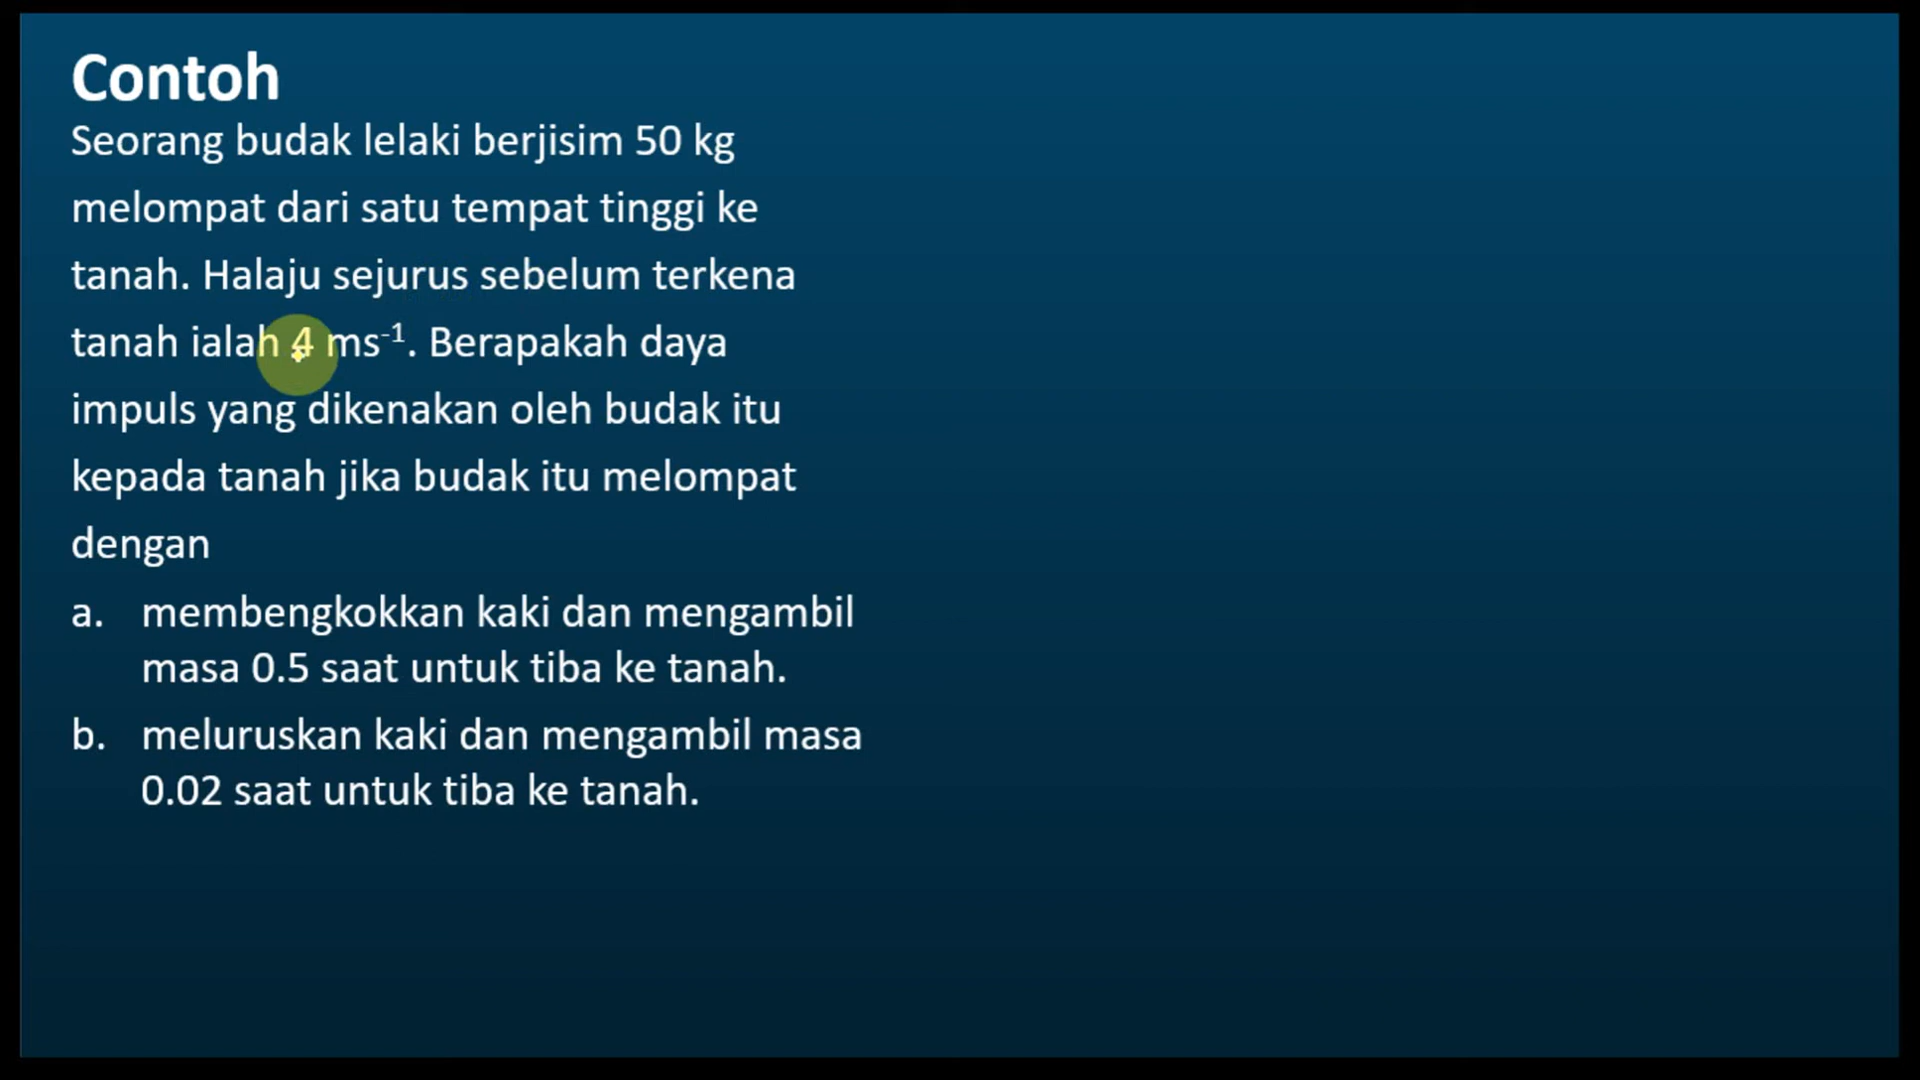 Contoh
Seorang budak lelaki berjisim 50 kg
melompat dari satu tempat tinggi ke
tanah. Halaju sejurus sebelum terkena
tanah ialah 4 ms⁻¹. Berapakah daya
impuls yang dikenakan oleh budak itu
kepada tanah jika budak itu melompat
dengan
a. membengkokkan kaki dan mengambil
masa 0.5 saat untuk tiba ke tanah.
b. meluruskan kaki dan mengambil masa
0.02 saat untuk tiba ke tanah.